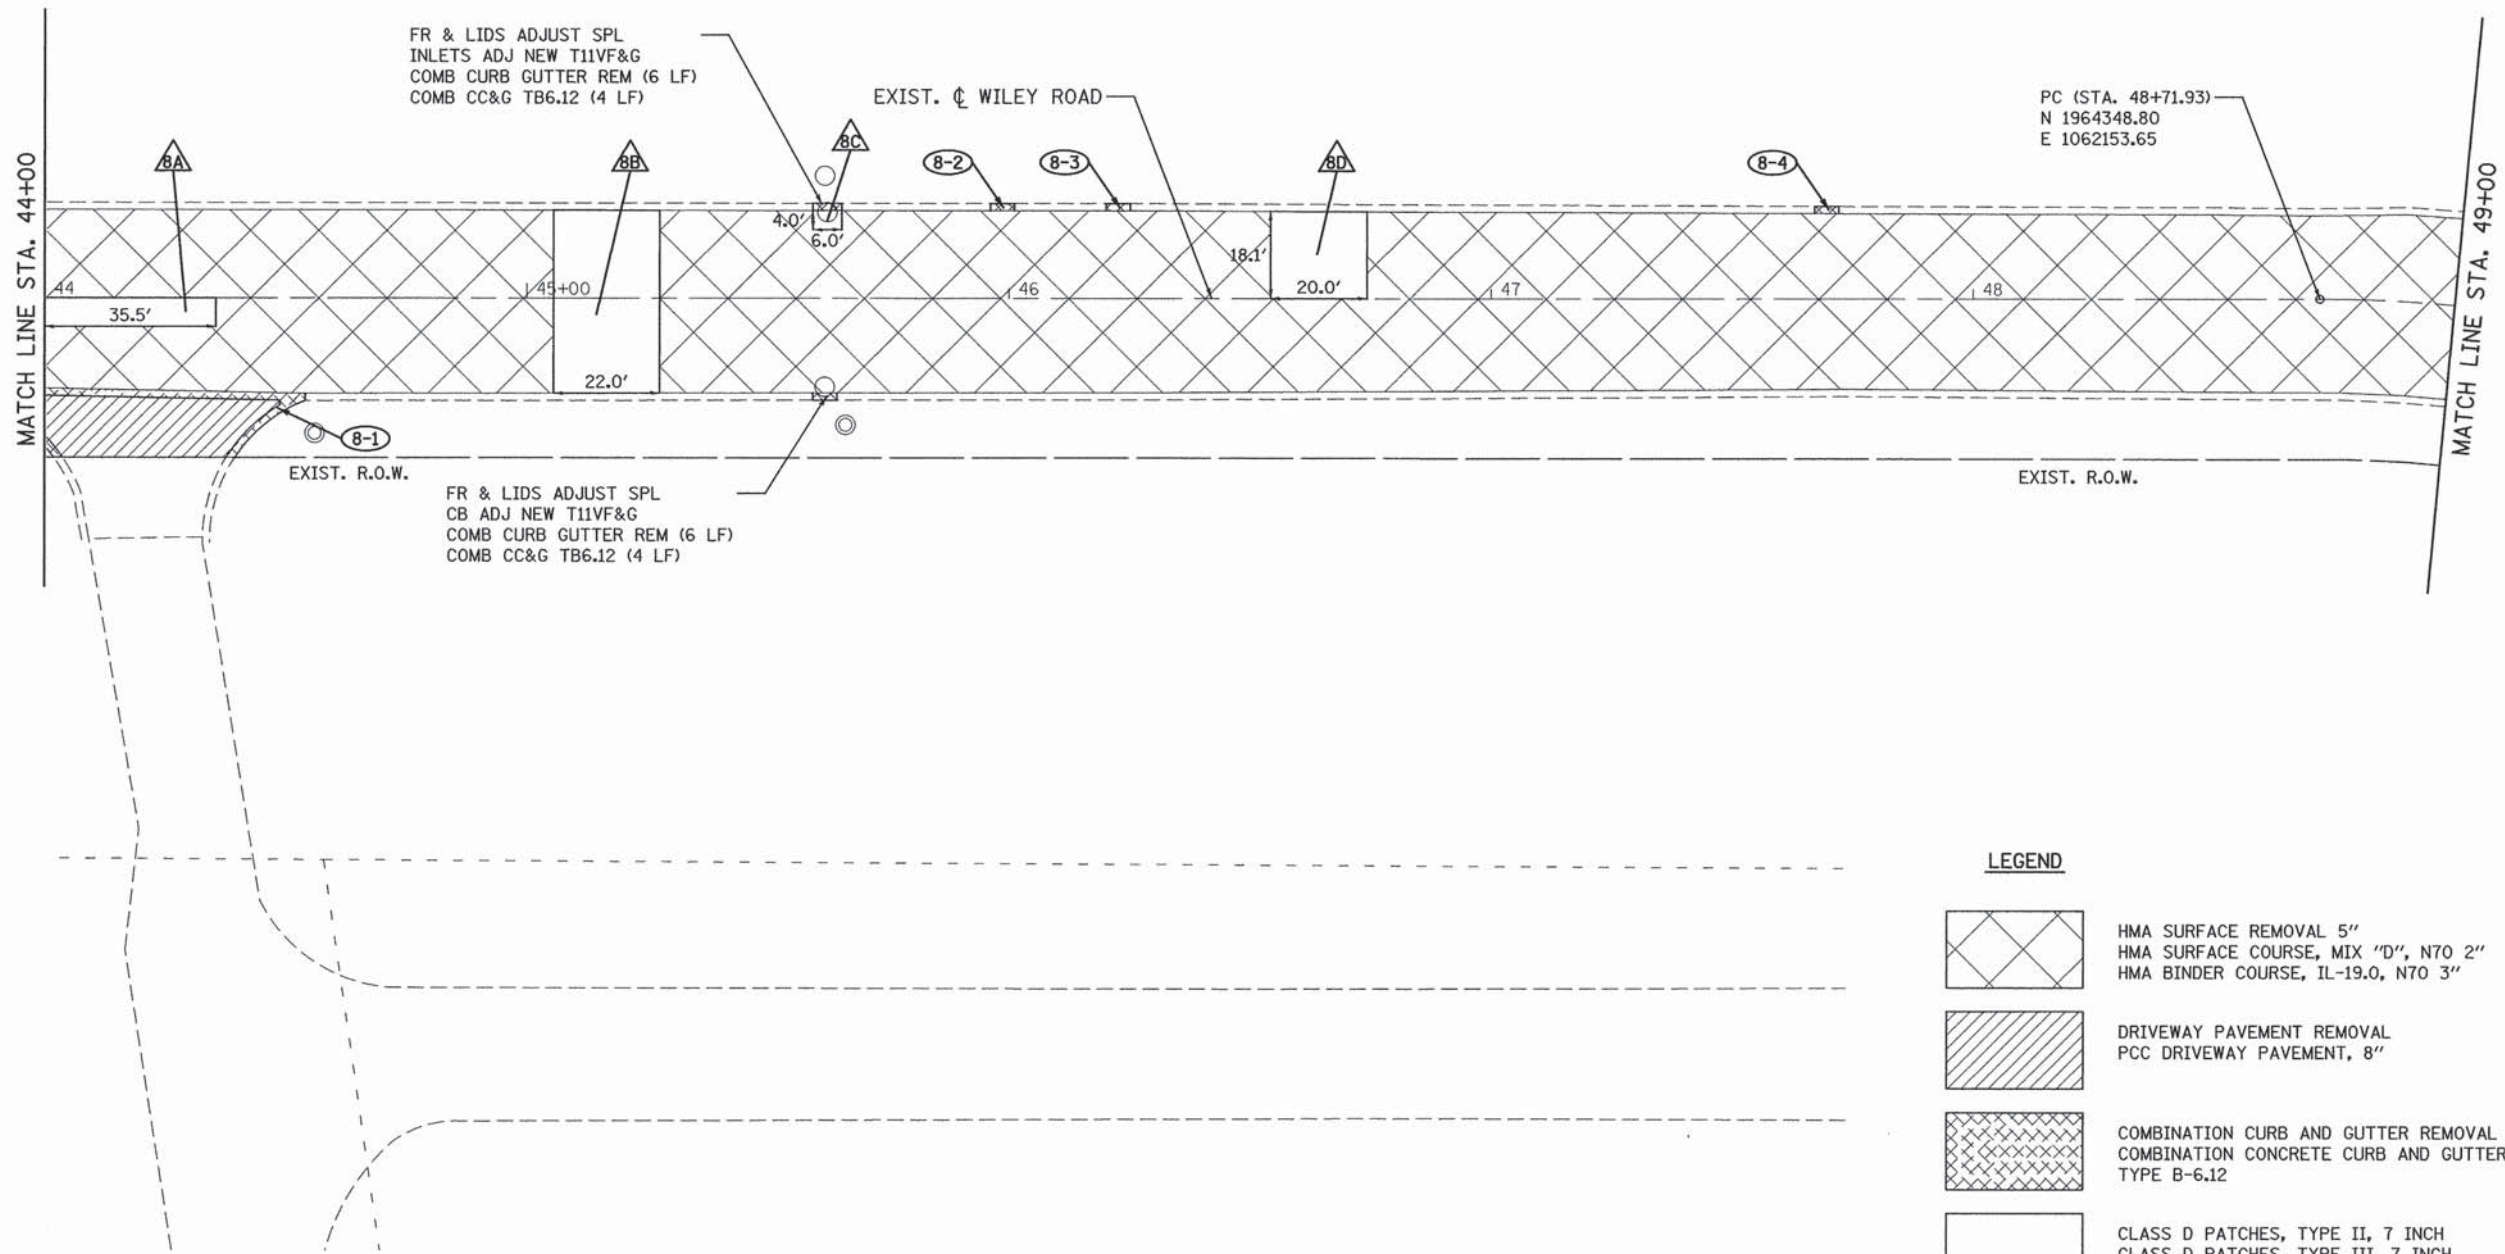 FR & LIDS ADJUST SPL
INLETS ADJ NEW T11VF&G
COMB CURB GUTTER REM (6 LF)
COMB CC&G TB6.12 (4 LF)
EXIST. ℄ WILEY ROAD
PC (STA. 48+71.93)
N 1964348.80
E 1062153.65
8A
8B
8C
8-2
8-3
8D
8-4
MATCH LINE STA. 44+00
MATCH LINE STA. 49+00
4.0'
6.0'
18.1'
20.0'
44
45+00
46
47
48
35.5'
22.0'
8-1
EXIST. R.O.W.
EXIST. R.O.W.
FR & LIDS ADJUST SPL
CB ADJ NEW T11VF&G
COMB CURB GUTTER REM (6 LF)
COMB CC&G TB6.12 (4 LF)
LEGEND
HMA SURFACE REMOVAL 5"
HMA SURFACE COURSE, MIX "D", N70 2"
HMA BINDER COURSE, IL-19.0, N70 3"
DRIVEWAY PAVEMENT REMOVAL
PCC DRIVEWAY PAVEMENT, 8"
COMBINATION CURB AND GUTTER REMOVAL
COMBINATION CONCRETE CURB AND GUTTER
TYPE B-6.12
CLASS D PATCHES, TYPE II, 7 INCH
CLASS D PATCHES, TYPE III, 7 INCH